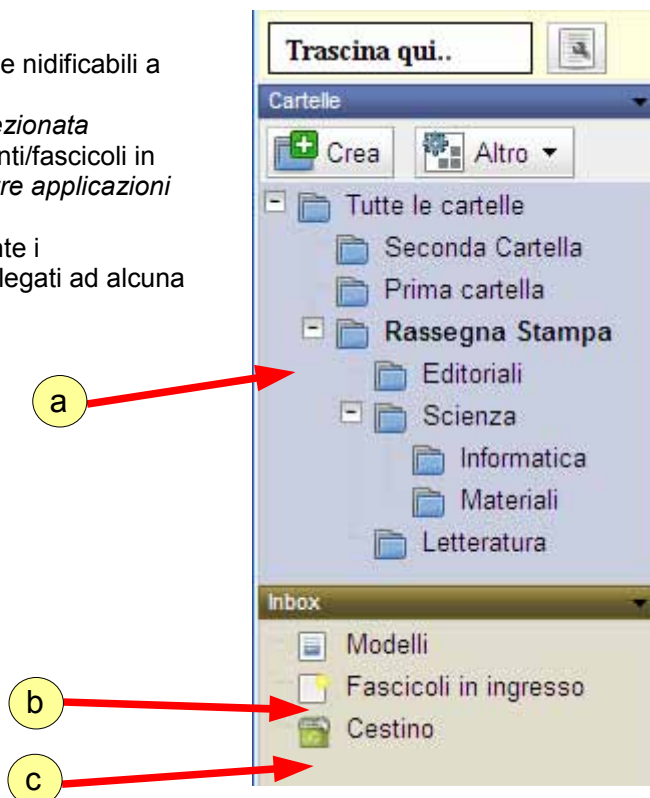 e nidificabili a
ezionata
nti/fascicoli in
re applicazioni
nte i
legati ad alcuna
a
b
c
Trascina qui..
Cartelle
Crea Altro
Tutte le cartelle
Seconda Cartella
Prima cartella
Rassegna Stampa
Editoriali
Scienza
Informatica
Materiali
Letteratura
Inbox
Modelli
Fascicoli in ingresso
Cestino